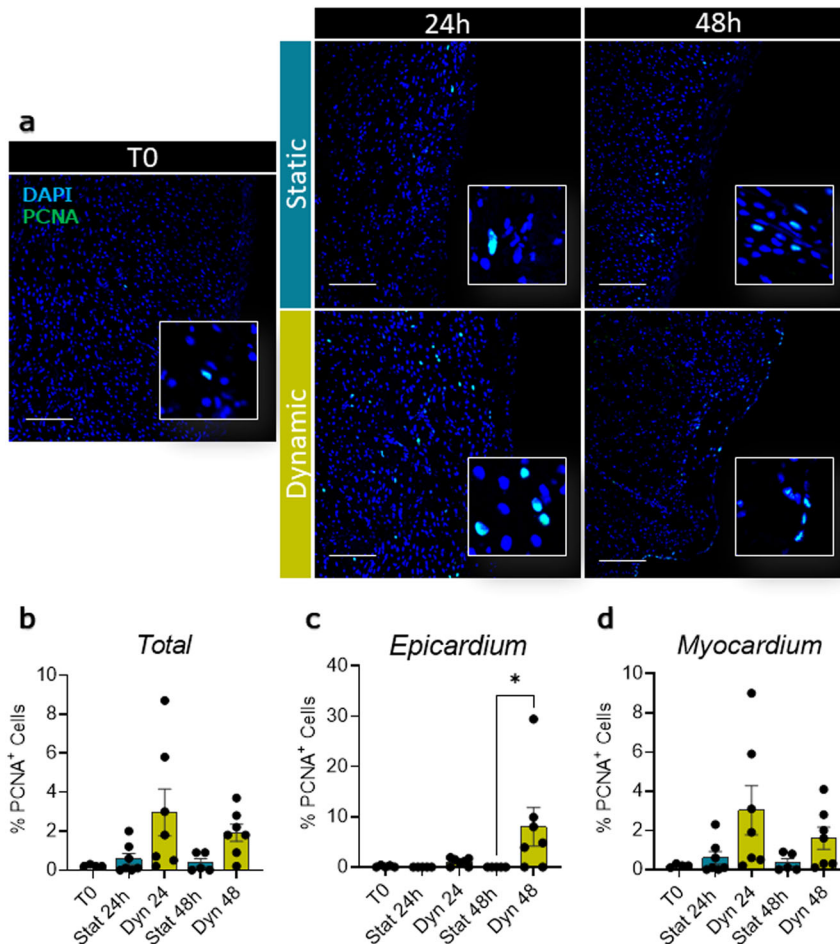 24h 48h
a
T0
DAPI
PCNA
Static
Dynamic
b
Total
% PCNA+ Cells
10
8
6
4
2
0
T0
Stat 24h
Dyn 24
Stat 48h
Dyn 48
c
Epicardium
% PCNA+ Cells
40
30
20
10
0
*
T0
Stat 24h
Dyn 24
Stat 48h
Dyn 48
d
Myocardium
% PCNA+ Cells
10
8
6
4
2
0
T0
Stat 24h
Dyn 24
Stat 48h
Dyn 48